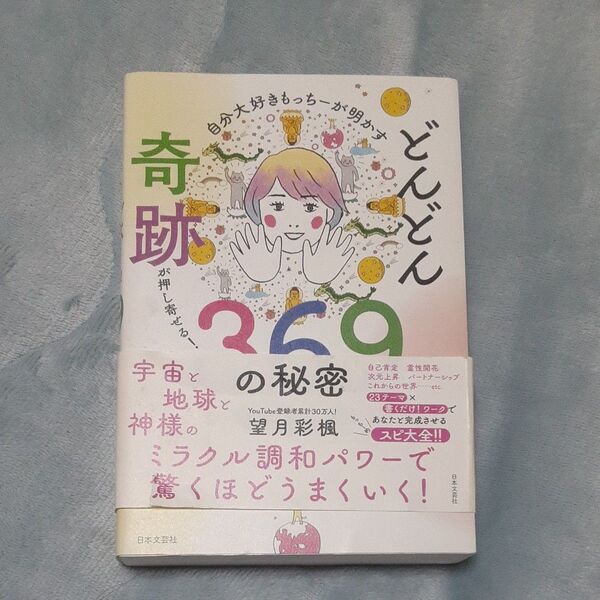 自分大好きもっちーが明かす
どんどん
奇跡
が押し寄せる!
369
の秘密
YouTube登録者累計30万人!
望月彩楓
宇宙と
地球と
神様の
ミラクル調和パワーで
驚くほどうまくいく!
自己肯定 霊性開花
次元上昇 パートナーシップ
これからの世界……etc.
23テーマ×
書くだけ!ワークで
あなたと完成させる
スピ大全!!
日本文芸社
日本文芸社